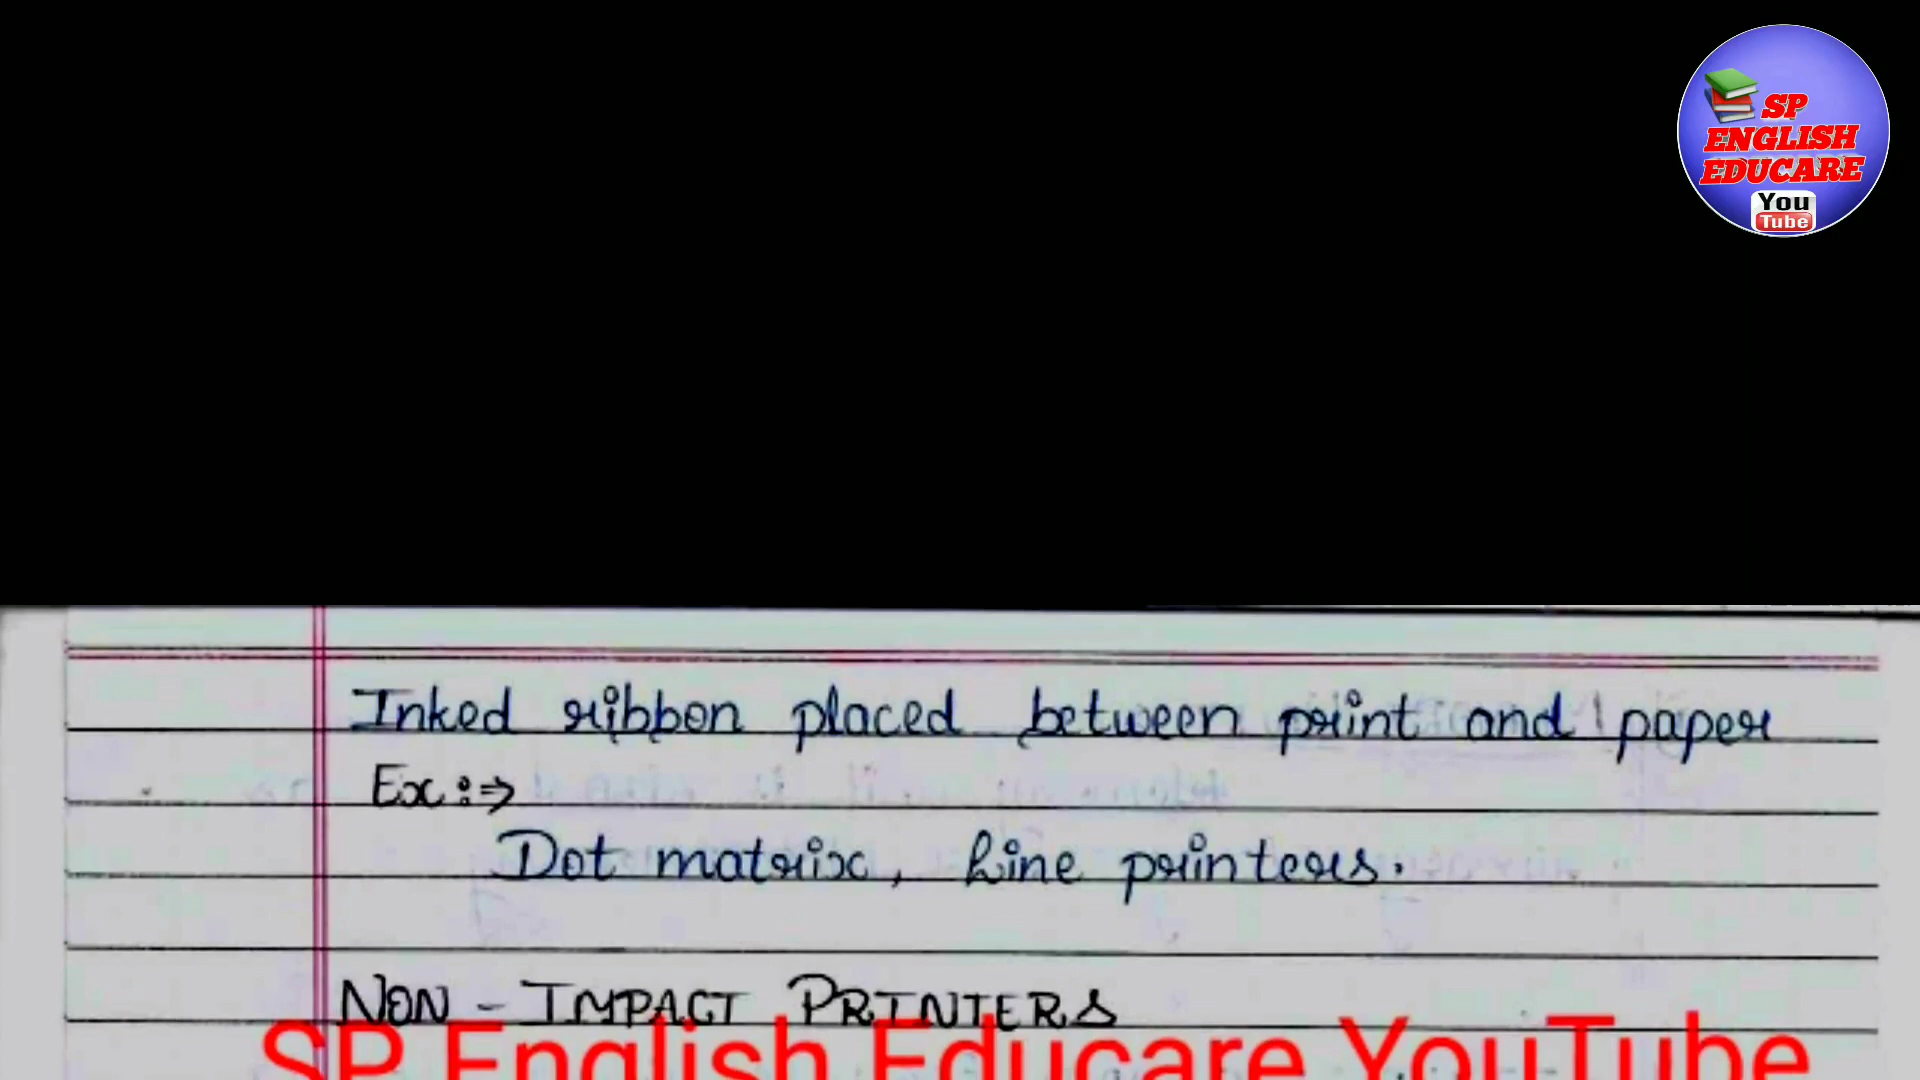 SP
ENGLISH
EDUCARE
You
Tube
Inked ribbon placed between print and paper
Ex :⇒
Dot matrix, Line printers.
NON - IMPACT PRINTERS
SP English Educare YouTube